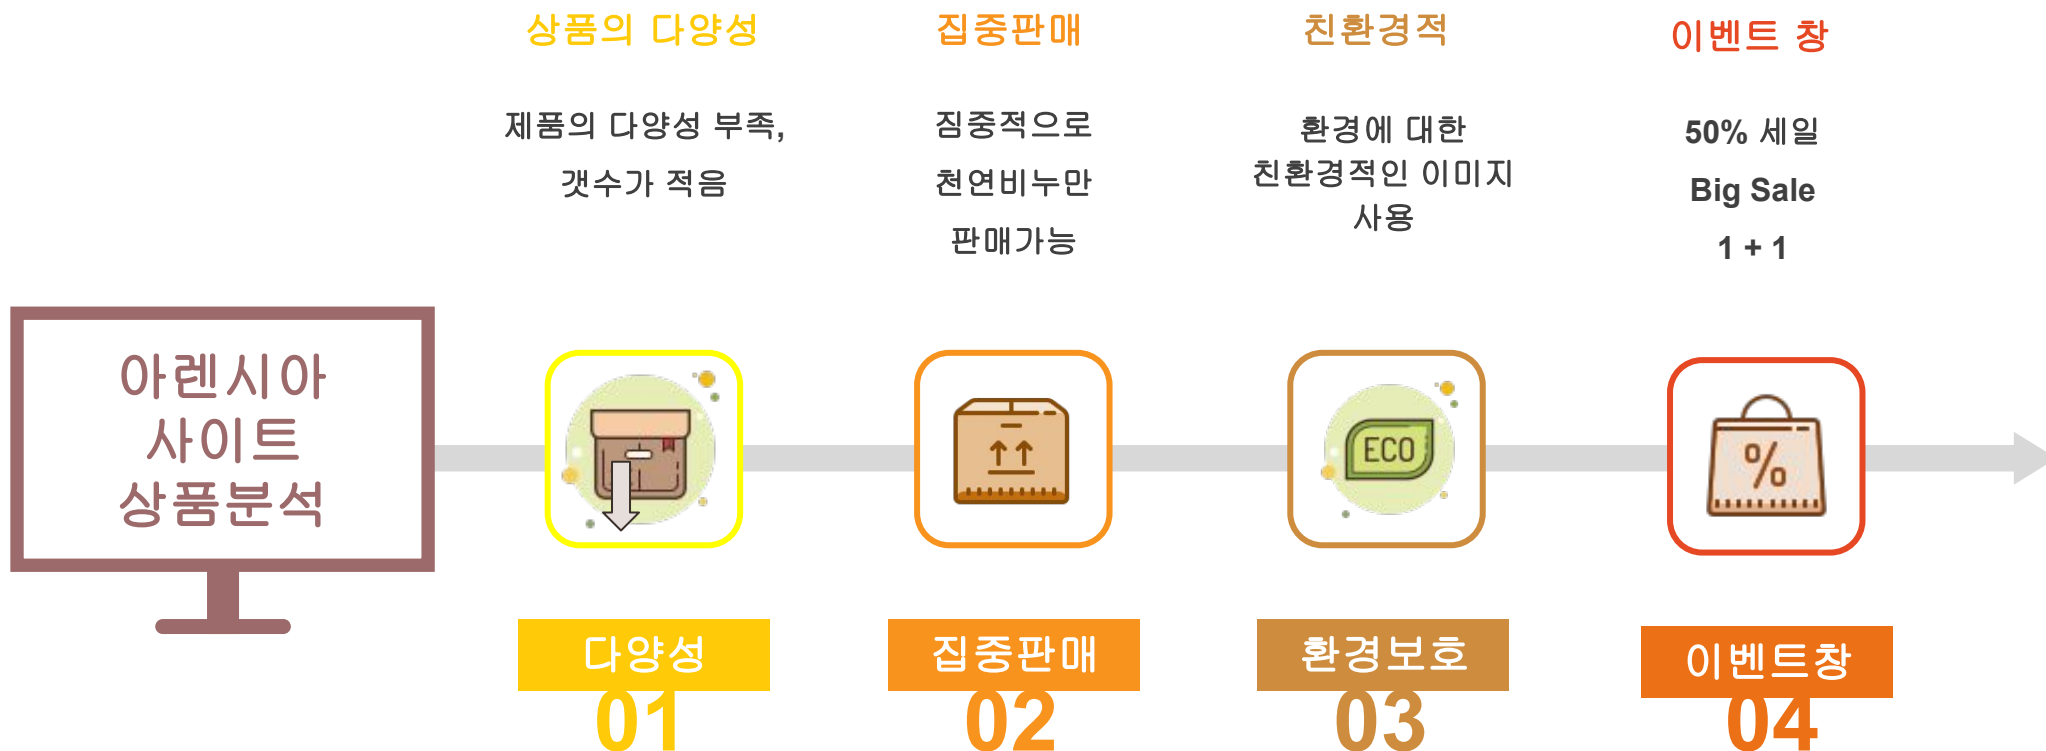 상품의 다양성
제품의 다양성 부족,
갯수가 적음
집중판매
짐중적으로
천연비누만
판매가능
친환경적
환경에 대한
친환경적인 이미지
사용
이벤트 창
50% 세일
Big Sale
1 + 1
아렌시아
사이트
상품분석
ECO
%
다양성
01
집중판매
02
환경보호
03
이벤트창
04